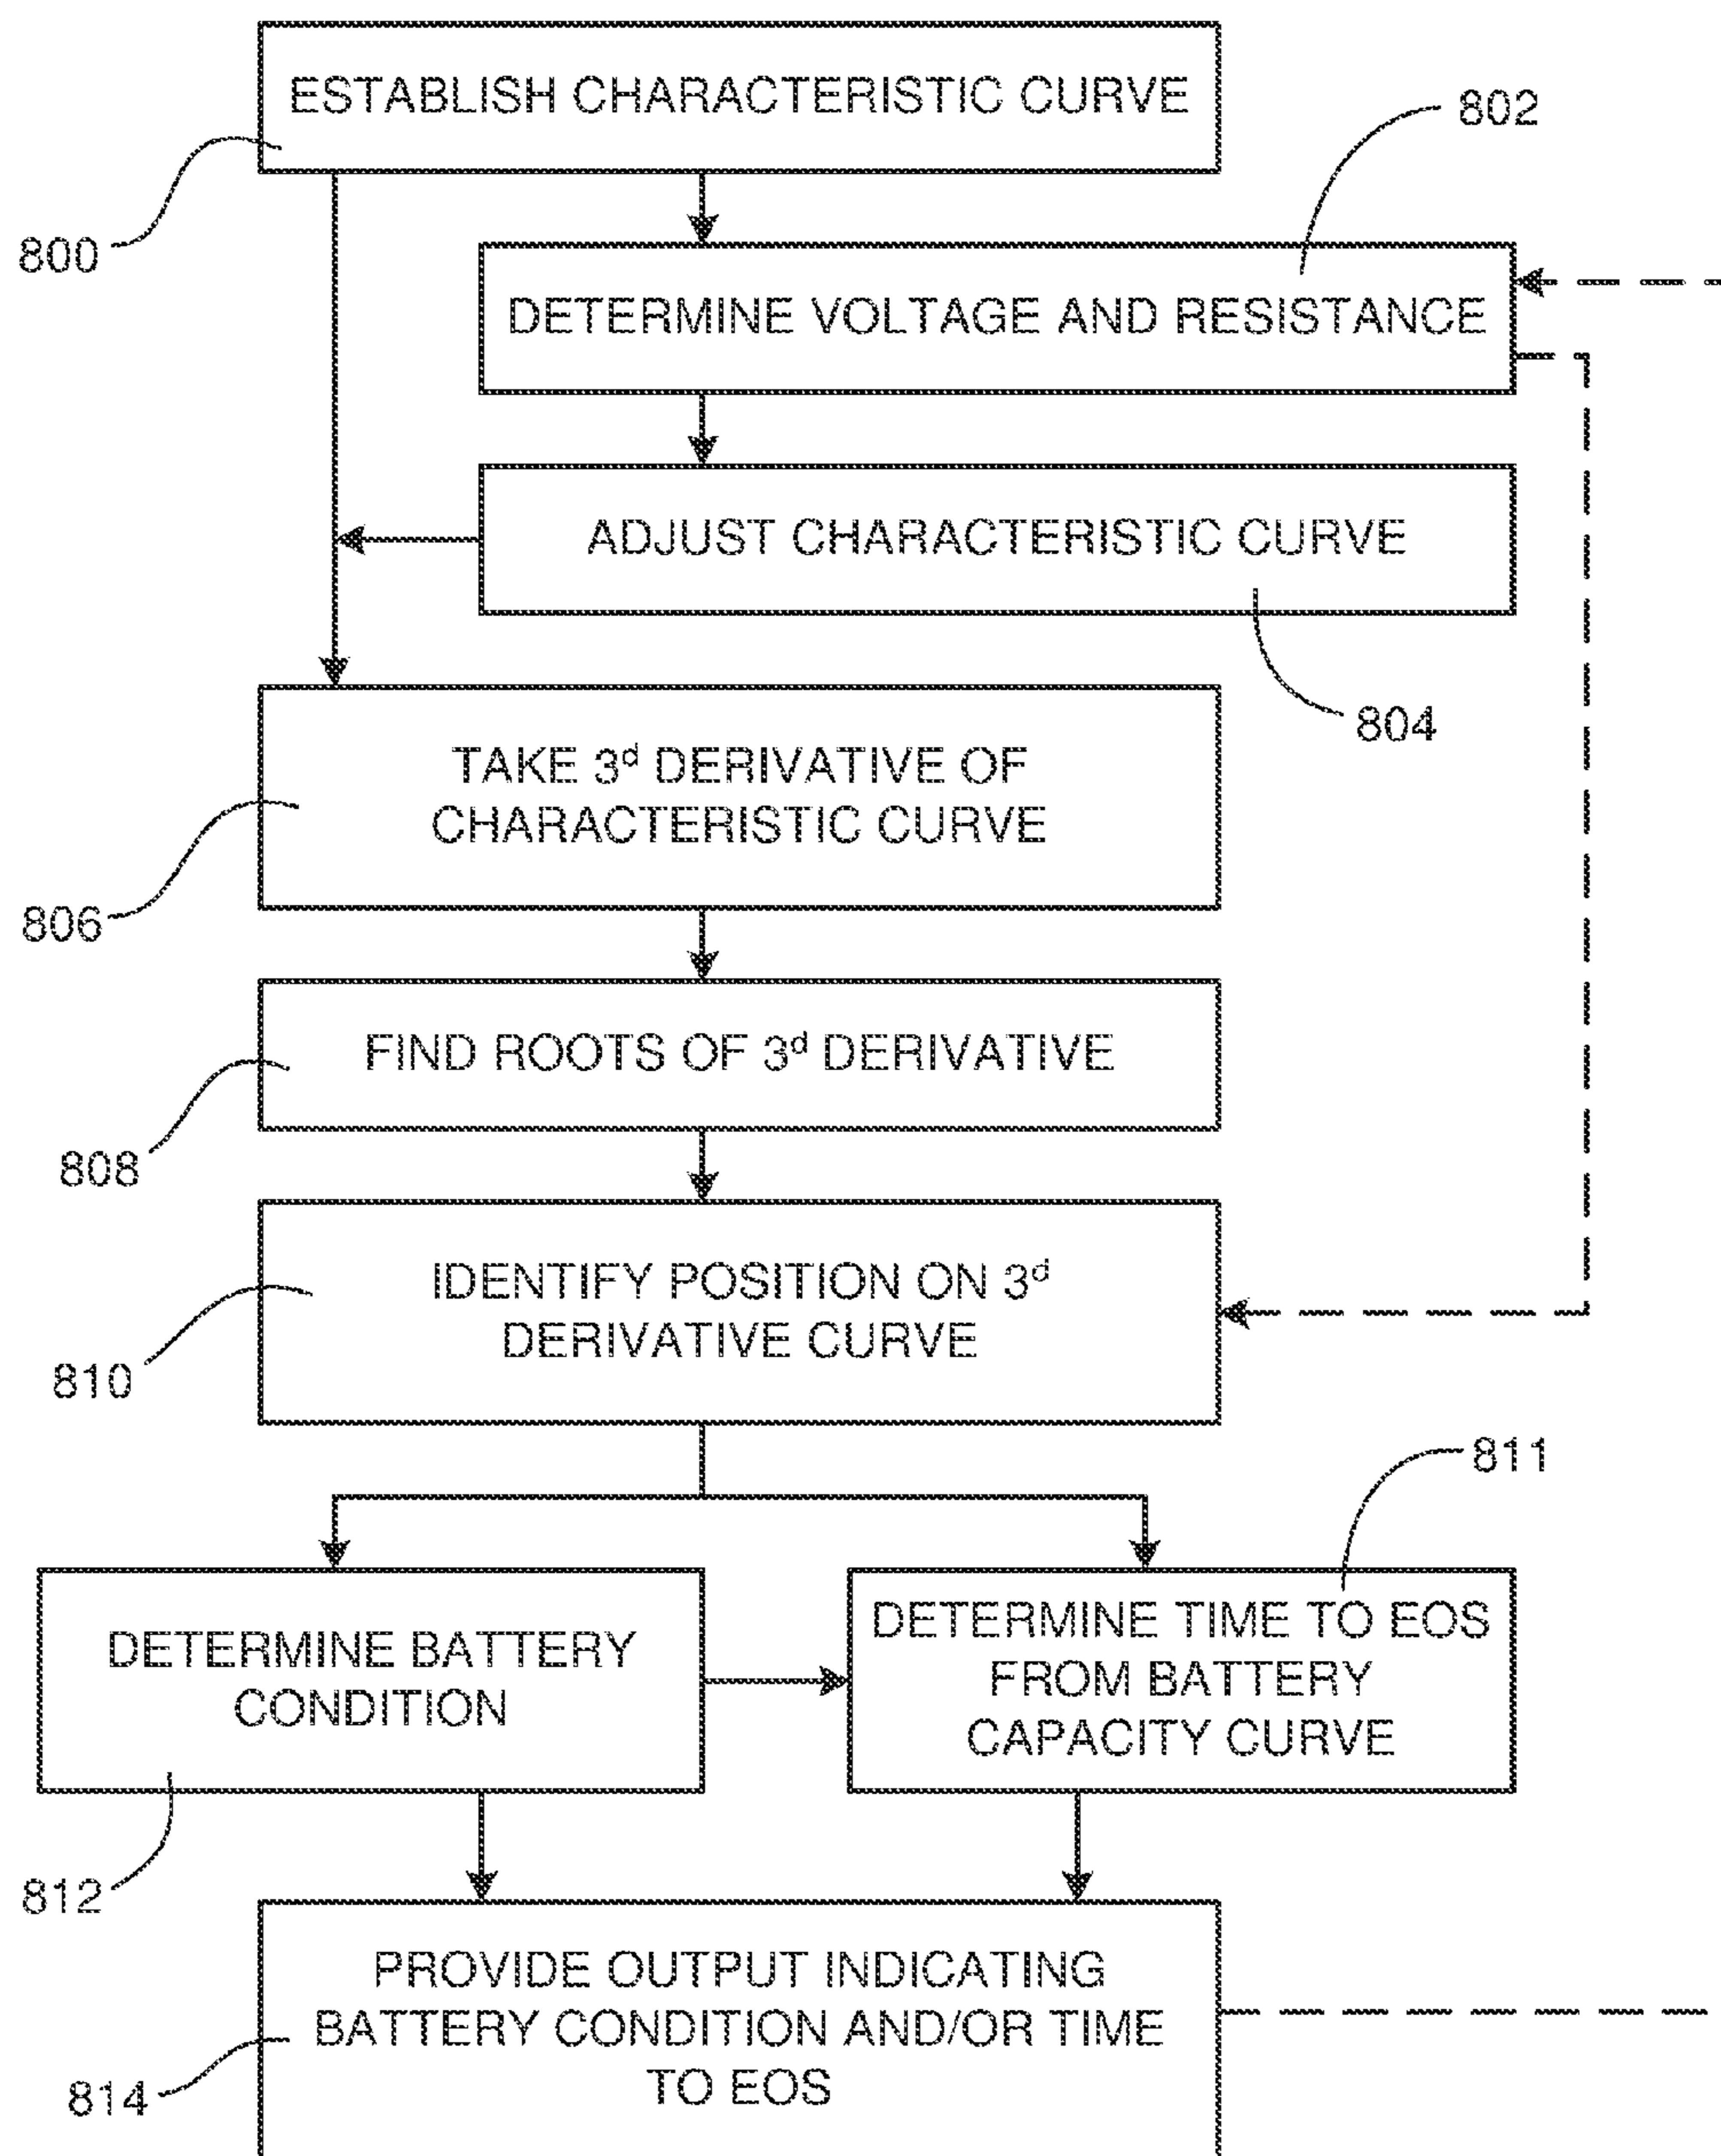 ESTABLISH CHARACTERISTIC CURVE
802
800
DETERMINE VOLTAGE AND RESISTANCE
ADJUST CHARACTERISTIC CURVE
804
TAKE 3d DERIVATIVE OF
CHARACTERISTIC CURVE
806
FIND ROOTS OF 3d DERIVATIVE
808
IDENTIFY POSITION ON 3d
DERIVATIVE CURVE
810
811
DETERMINE BATTERY
CONDITION
812
DETERMINE TIME TO EOS
FROM BATTERY
CAPACITY CURVE
PROVIDE OUTPUT INDICATING
BATTERY CONDITION AND/OR TIME
TO EOS
814